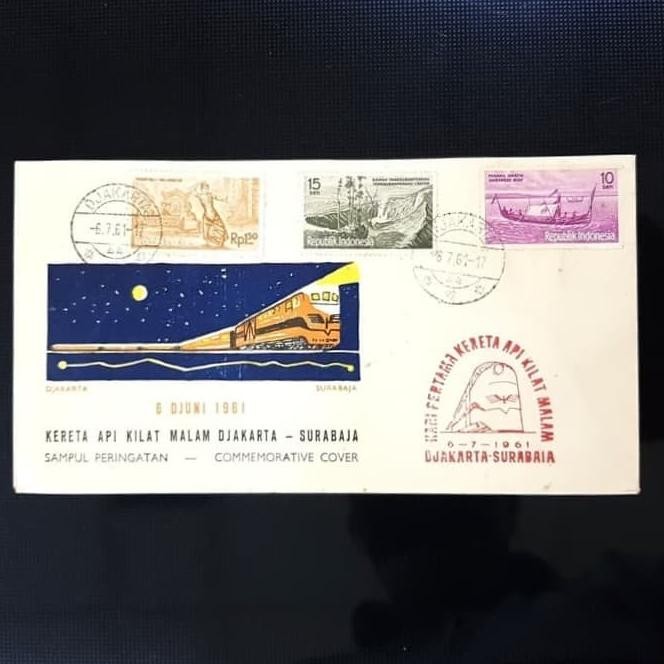 DJAKARTA
-6.7.61-17
Rp1.50
15
sen
Republik Indonesia
DJAKARTA
-6.7.61-17
10
sen
Republik Indonesia
DJAKARTA
SURABAJA
6 DJUNI 1961
KERETA API KILAT MALAM DJAKARTA – SURABAJA
SAMPUL PERINGATAN — COMMEMORATIVE COVER
HARI PERTAMA KERETA API KILAT MALAM
6-7-1961
DJAKARTA-SURABAIA